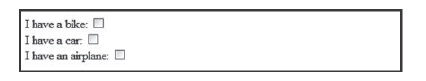 I have a bike:
I have a car:
I have an airplane: